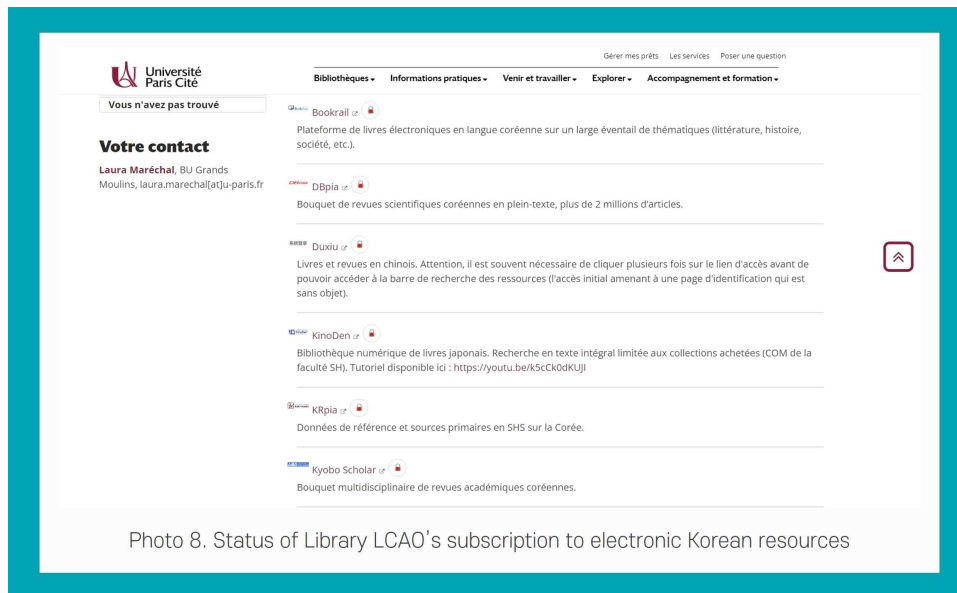 Gérer mes prêts Les services Poser une question
Université
Paris Cité
Bibliothèques Informations pratiques Venir et travailler Explorer Accompagnement et formation
Vous n'avez pas trouvé
Votre contact
Laura Maréchal, BU Grands
Moulins, laura.marechal[at]u-paris.fr
Bookrail
Plateforme de livres électroniques en langue coréenne sur un large éventail de thématiques (littérature, histoire,
société, etc.).
DBpia
Bouquet de revues scientifiques coréennes en plein-texte, plus de 2 millions d'articles.
Duxiu
Livres et revues en chinois. Attention, il est souvent nécessaire de cliquer plusieurs fois sur le lien d'accès avant de
pouvoir accéder à la barre de recherche des ressources (l'accès initial amenant à une page d'identification qui est
sans objet).
KinoDen
Bibliothèque numérique de livres japonais. Recherche en texte intégral limitée aux collections achetées (COM de la
faculté SH). Tutoriel disponible ici : https://youtu.be/k5cCk0dKUJI
KRpia
Données de référence et sources primaires en SHS sur la Corée.
Kyobo Scholar
Bouquet multidisciplinaire de revues académiques coréennes.
Photo 8. Status of Library LCAO's subscription to electronic Korean resources